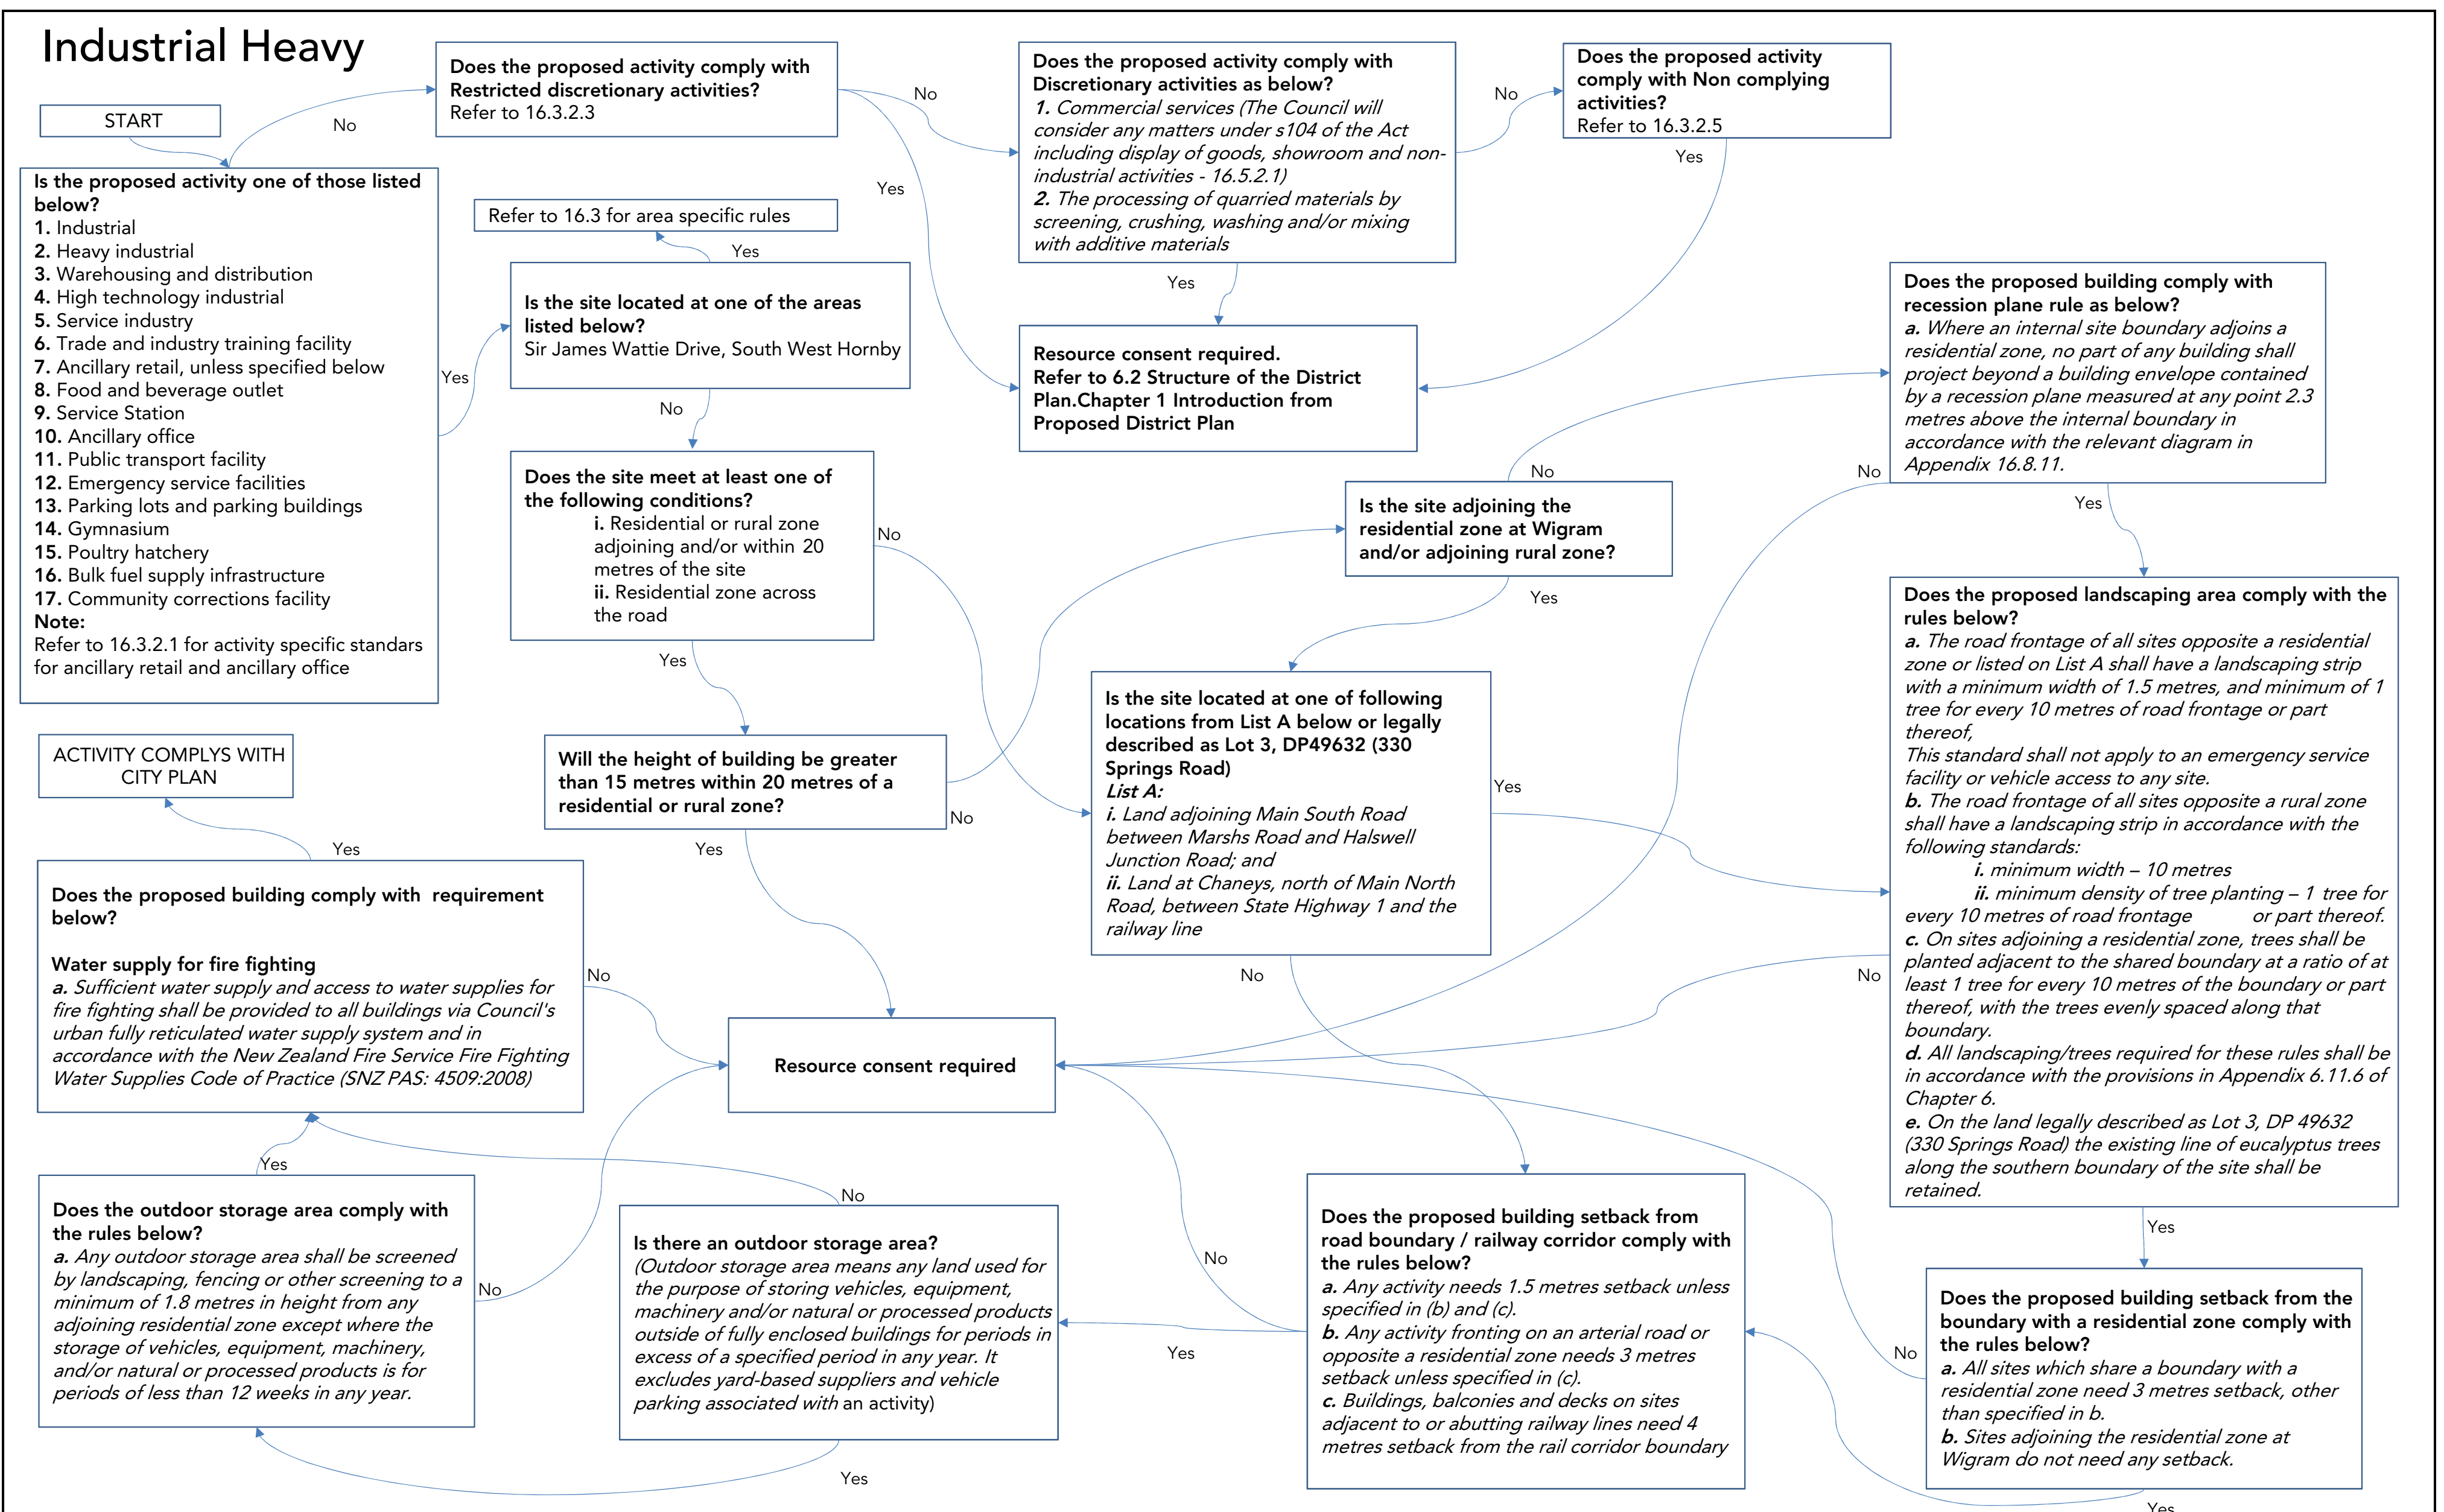 Industrial Heavy
START
No
Is the proposed activity one of those listed
below?
1. Industrial
2. Heavy industrial
3. Warehousing and distribution
4. High technology industrial
5. Service industry
6. Trade and industry training facility
7. Ancillary retail, unless specified below
8. Food and beverage outlet
9. Service Station
10. Ancillary office
11. Public transport facility
12. Emergency service facilities
13. Parking lots and parking buildings
14. Gymnasium
15. Poultry hatchery
16. Bulk fuel supply infrastructure
17. Community corrections facility
Note:
Refer to 16.3.2.1 for activity specific standars
for ancillary retail and ancillary office
Yes
Does the proposed activity comply with
Restricted discretionary activities?
Refer to 16.3.2.3
No
Yes
Does the proposed activity comply with
Discretionary activities as below?
1. Commercial services (The Council will
consider any matters under s104 of the Act
including display of goods, showroom and non-
industrial activities - 16.5.2.1)
2. The processing of quarried materials by
screening, crushing, washing and/or mixing
with additive materials
No
Yes
Does the proposed activity
comply with Non complying
activities?
Refer to 16.3.2.5
Yes
Resource consent required.
Refer to 6.2 Structure of the District
Plan.Chapter 1 Introduction from
Proposed District Plan
Refer to 16.3 for area specific rules
Yes
Is the site located at one of the areas
listed below?
Sir James Wattie Drive, South West Hornby
No
Does the site meet at least one of
the following conditions?
i. Residential or rural zone
adjoining and/or within 20
metres of the site
ii. Residential zone across
the road
No
Yes
Will the height of building be greater
than 15 metres within 20 metres of a
residential or rural zone?
No
Yes
Is the site adjoining the
residential zone at Wigram
and/or adjoining rural zone?
No
Yes
Does the proposed building comply with
recession plane rule as below?
a. Where an internal site boundary adjoins a
residential zone, no part of any building shall
project beyond a building envelope contained
by a recession plane measured at any point 2.3
metres above the internal boundary in
accordance with the relevant diagram in
Appendix 16.8.11.
No
Yes
Is the site located at one of following
locations from List A below or legally
described as Lot 3, DP49632 (330
Springs Road)
List A:
i. Land adjoining Main South Road
between Marshs Road and Halswell
Junction Road; and
ii. Land at Chaneys, north of Main North
Road, between State Highway 1 and the
railway line
Yes
No
Does the proposed landscaping area comply with the
rules below?
a. The road frontage of all sites opposite a residential
zone or listed on List A shall have a landscaping strip
with a minimum width of 1.5 metres, and minimum of 1
tree for every 10 metres of road frontage or part
thereof,
This standard shall not apply to an emergency service
facility or vehicle access to any site.
b. The road frontage of all sites opposite a rural zone
shall have a landscaping strip in accordance with the
following standards:
i. minimum width – 10 metres
ii. minimum density of tree planting – 1 tree for
every 10 metres of road frontage or part thereof.
c. On sites adjoining a residential zone, trees shall be
planted adjacent to the shared boundary at a ratio of at
least 1 tree for every 10 metres of the boundary or part
thereof, with the trees evenly spaced along that
boundary.
d. All landscaping/trees required for these rules shall be
in accordance with the provisions in Appendix 6.11.6 of
Chapter 6.
e. On the land legally described as Lot 3, DP 49632
(330 Springs Road) the existing line of eucalyptus trees
along the southern boundary of the site shall be
retained.
No
Yes
ACTIVITY COMPLYS WITH
CITY PLAN
Yes
Does the proposed building comply with requirement
below?
Water supply for fire fighting
a. Sufficient water supply and access to water supplies for
fire fighting shall be provided to all buildings via Council's
urban fully reticulated water supply system and in
accordance with the New Zealand Fire Service Fire Fighting
Water Supplies Code of Practice (SNZ PAS: 4509:2008)
No
Resource consent required
Yes
Does the outdoor storage area comply with
the rules below?
a. Any outdoor storage area shall be screened
by landscaping, fencing or other screening to a
minimum of 1.8 metres in height from any
adjoining residential zone except where the
storage of vehicles, equipment, machinery,
and/or natural or processed products is for
periods of less than 12 weeks in any year.
No
No
Is there an outdoor storage area?
(Outdoor storage area means any land used for
the purpose of storing vehicles, equipment,
machinery and/or natural or processed products
outside of fully enclosed buildings for periods in
excess of a specified period in any year. It
excludes yard-based suppliers and vehicle
parking associated with an activity)
Yes
No
Yes
Does the proposed building setback from
road boundary / railway corridor comply with
the rules below?
a. Any activity needs 1.5 metres setback unless
specified in (b) and (c).
b. Any activity fronting on an arterial road or
opposite a residential zone needs 3 metres
setback unless specified in (c).
c. Buildings, balconies and decks on sites
adjacent to or abutting railway lines need 4
metres setback from the rail corridor boundary
No
Does the proposed building setback from the
boundary with a residential zone comply with
the rules below?
a. All sites which share a boundary with a
residential zone need 3 metres setback, other
than specified in b.
b. Sites adjoining the residential zone at
Wigram do not need any setback.
Yes